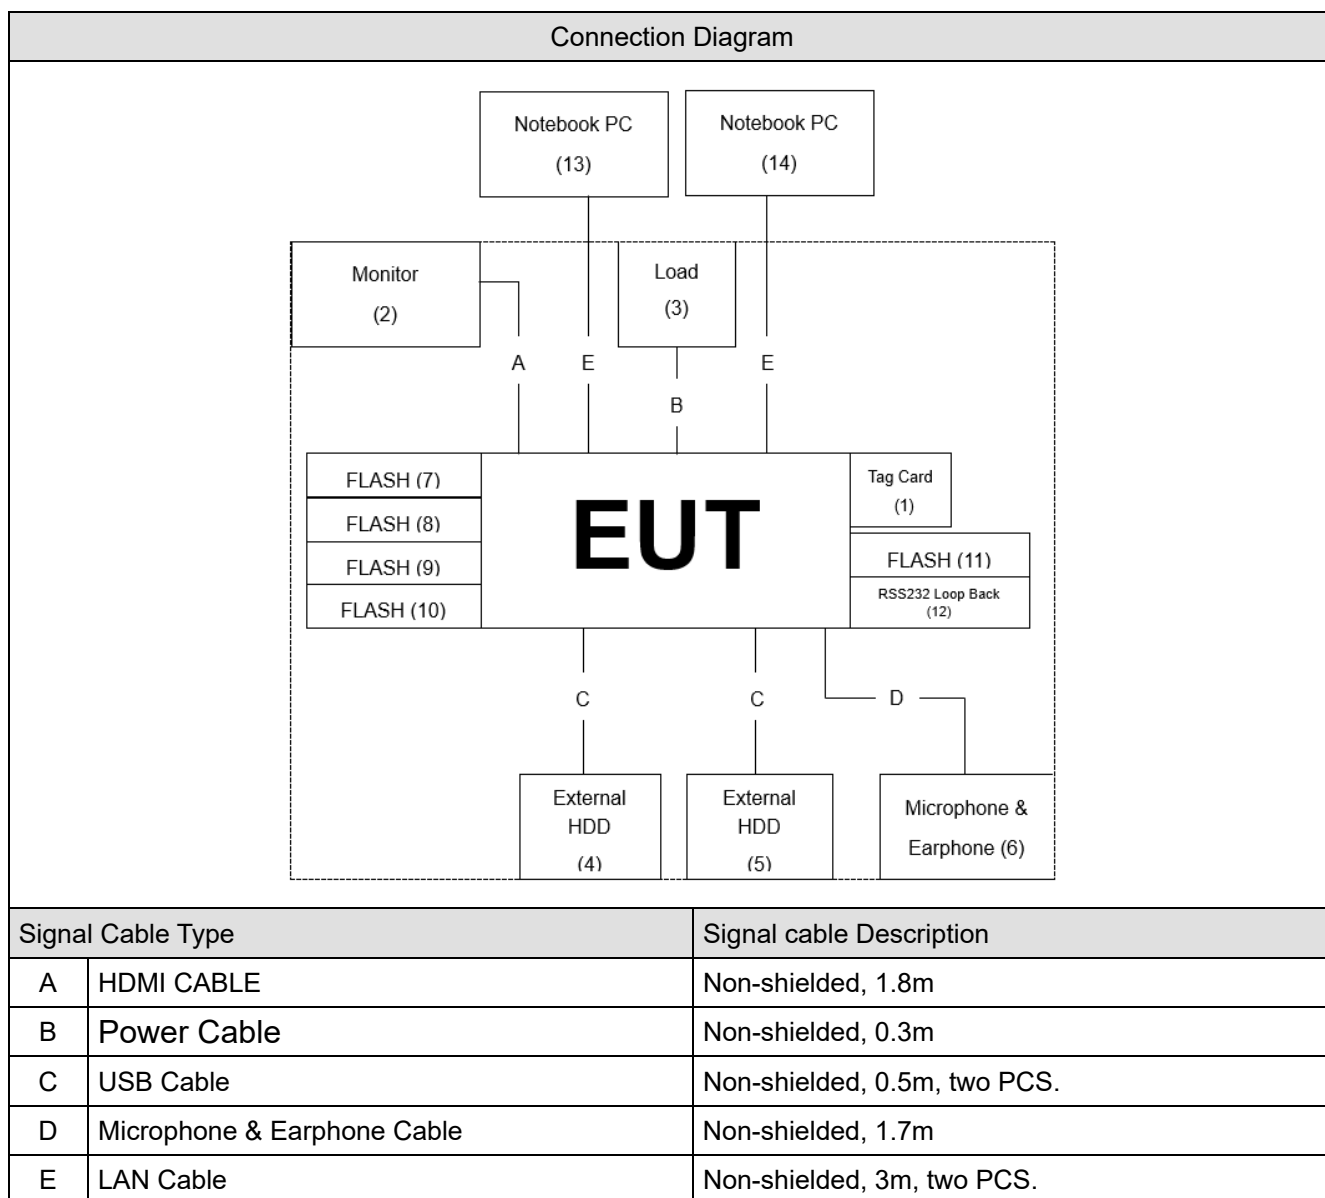 Connection Diagram
Notebook PC
(13)
Notebook PC
(14)
Monitor
(2)
Load
(3)
A
E
E
B
FLASH (7)
FLASH (8)
FLASH (9)
FLASH (10)
EUT
Tag Card
(1)
FLASH (11)
RSS232 Loop Back
(12)
C
C
D
External
HDD
(4)
External
HDD
(5)
Microphone &
Earphone (6)
Signal Cable Type
Signal cable Description
A HDMI CABLE Non-shielded, 1.8m
B Power Cable Non-shielded, 0.3m
C USB Cable Non-shielded, 0.5m, two PCS.
D Microphone & Earphone Cable Non-shielded, 1.7m
E LAN Cable Non-shielded, 3m, two PCS.